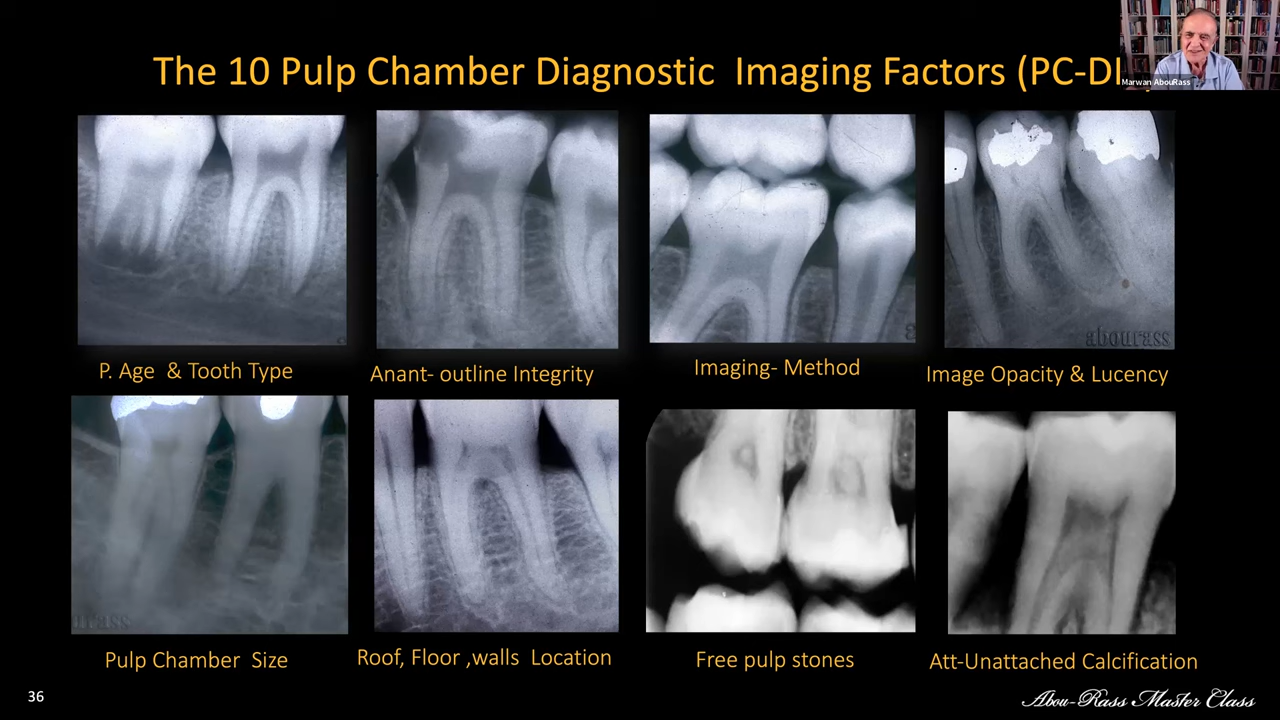 The 10 Pulp Chamber Diagnostic Imaging Factors (PC-DI
Marwan AbouRass
P. Age & Tooth Type
Anant- outline Integrity
Imaging- Method
Image Opacity & Lucency
abourass
Pulp Chamber Size
Roof, Floor ,walls Location
Free pulp stones
Att-Unattached Calcification
36
Abou-Rass Master Class